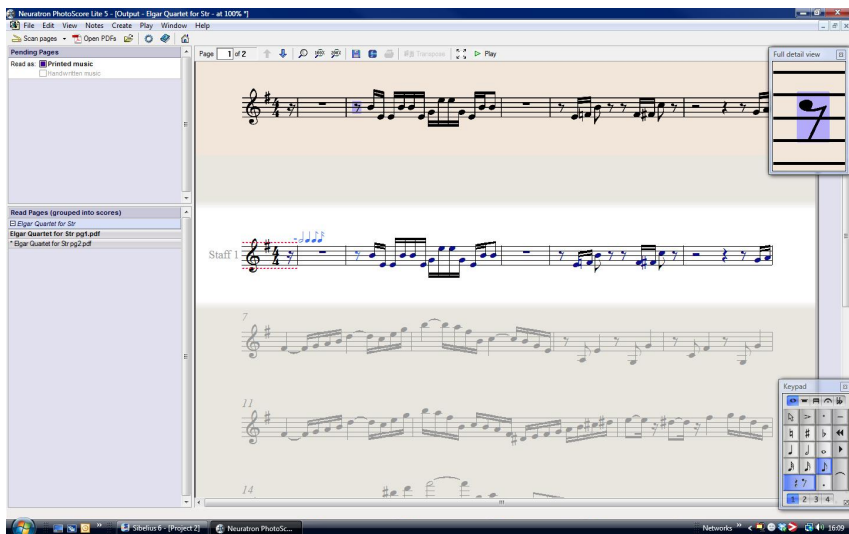 Neuratron PhotoScore Lite 5 - [Output - Elgar Quartet for Str - at 100% *]
File Edit View Notes Create Play Window Help
Scan pages Open PDFs
Pending Pages
Page 1 of 2 Transpose Play
Read as: Printed music
Handwritten music
Full detail view
Read Pages (grouped into scores)
Elgar Quartet for Str
Elgar Quartet for Str pg1.pdf
* Elgar Quartet for Str pg2.pdf
Staff 1
7
Keypad
11
14
1 2 3 4
Sibelius 6 - [Project 2] Neuratron PhotoSc... Networks 16:09